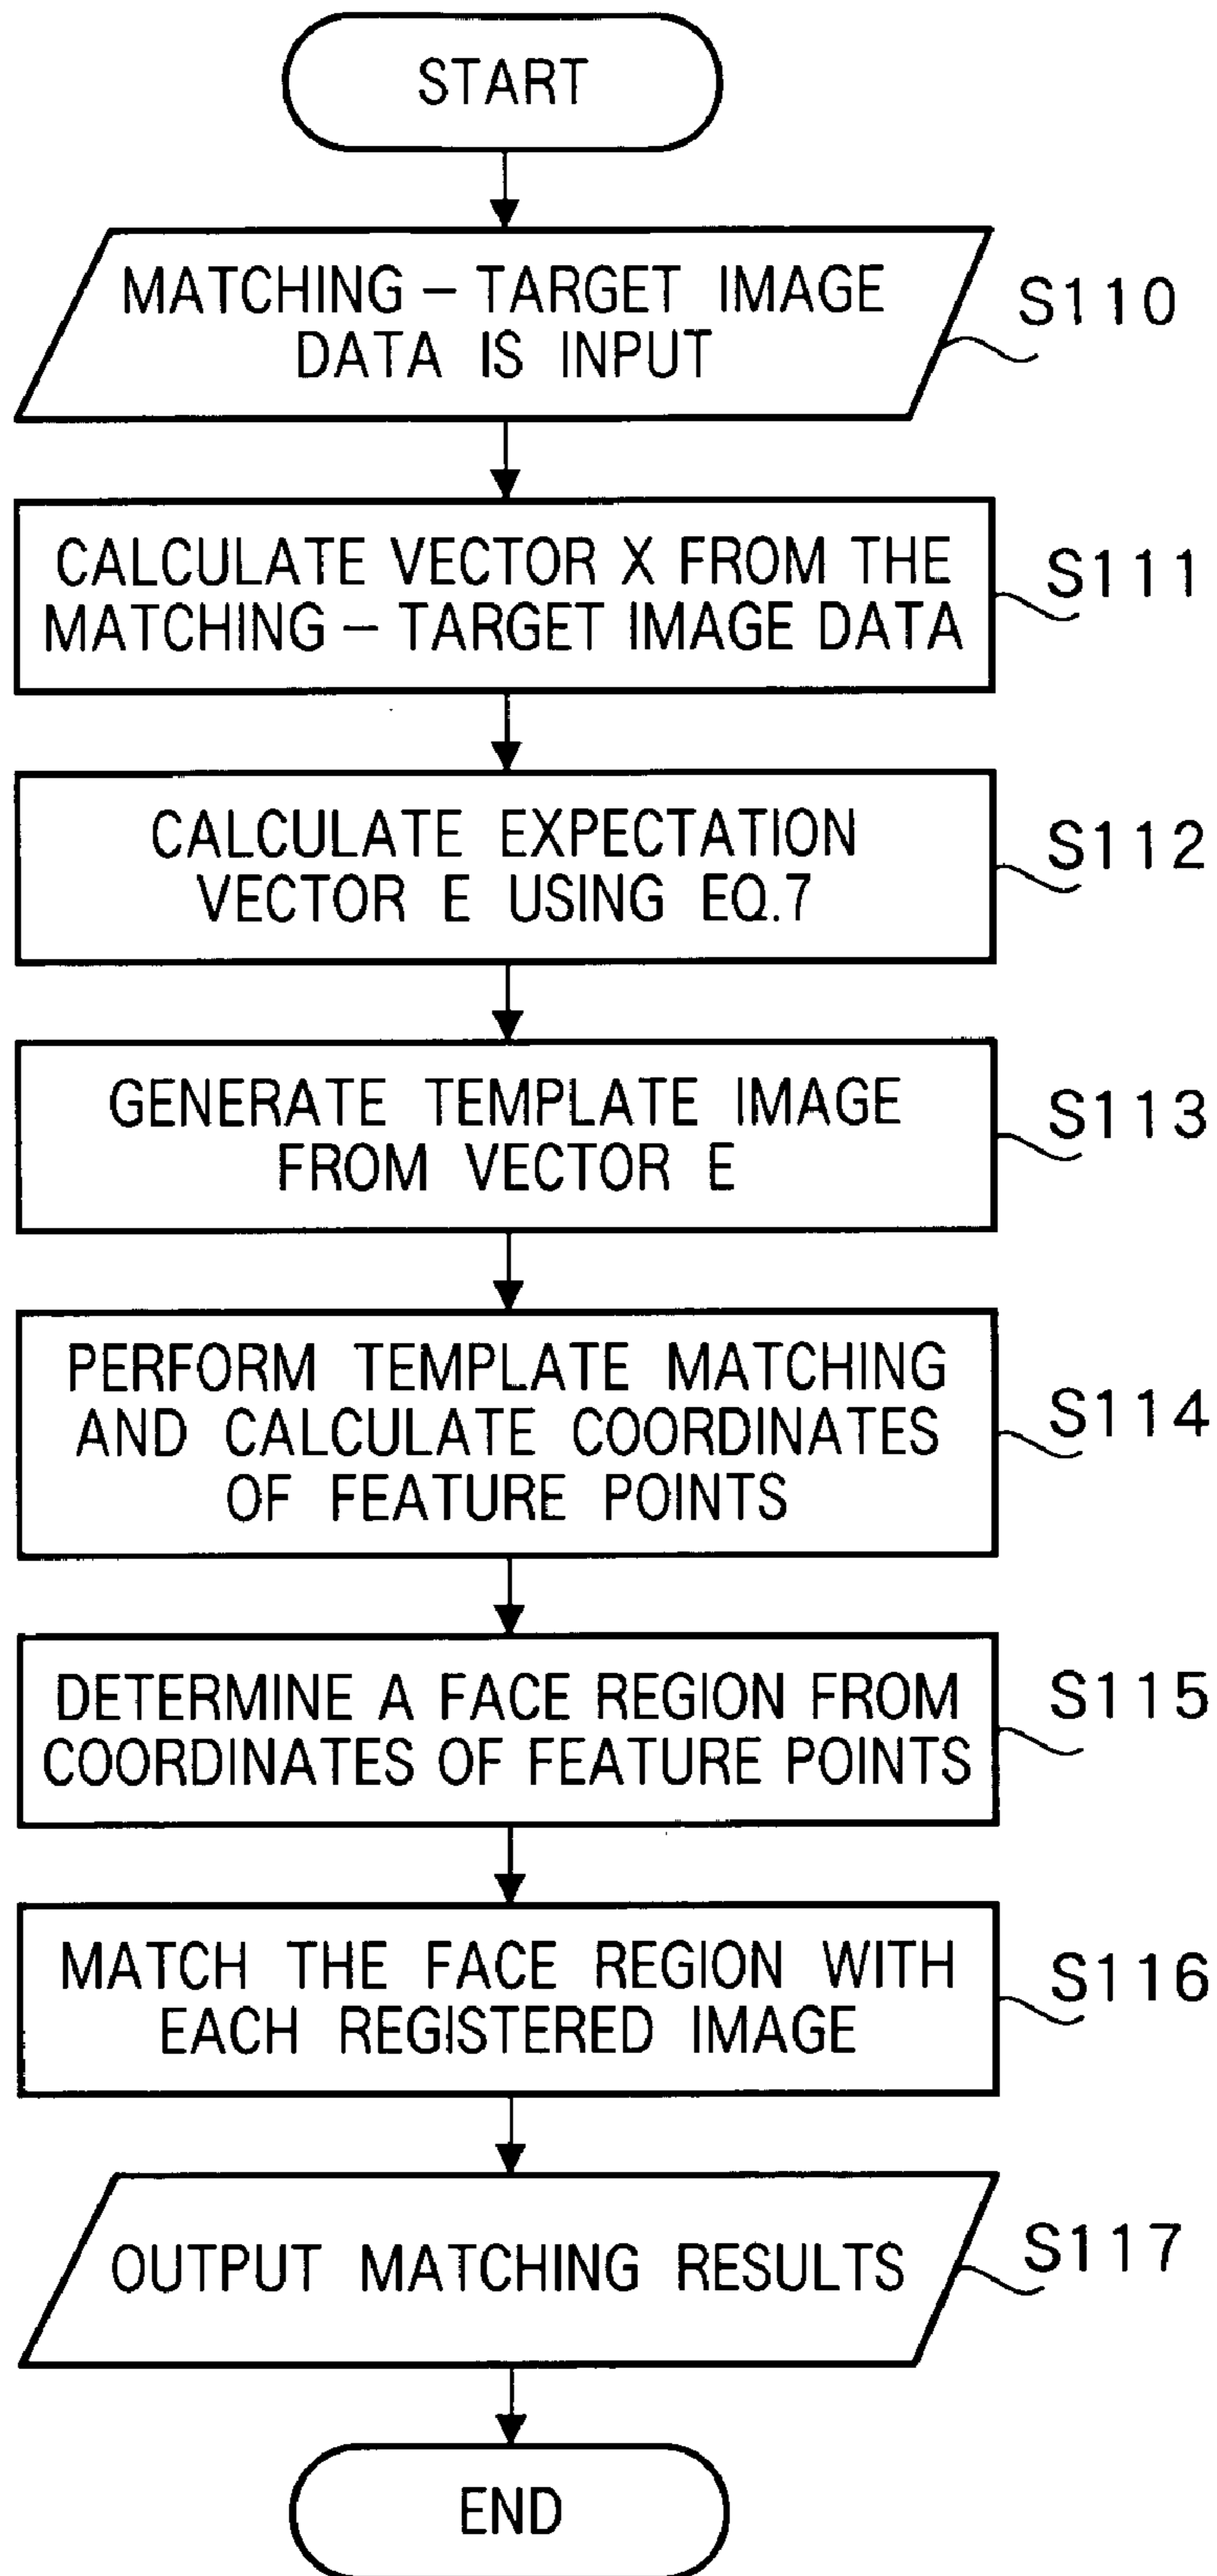 START
MATCHING – TARGET IMAGE
DATA IS INPUT
S110
CALCULATE VECTOR X FROM THE
MATCHING – TARGET IMAGE DATA
S111
CALCULATE EXPECTATION
VECTOR E USING EQ.7
S112
GENERATE TEMPLATE IMAGE
FROM VECTOR E
S113
PERFORM TEMPLATE MATCHING
AND CALCULATE COORDINATES
OF FEATURE POINTS
S114
DETERMINE A FACE REGION FROM
COORDINATES OF FEATURE POINTS
S115
MATCH THE FACE REGION WITH
EACH REGISTERED IMAGE
S116
OUTPUT MATCHING RESULTS
S117
END